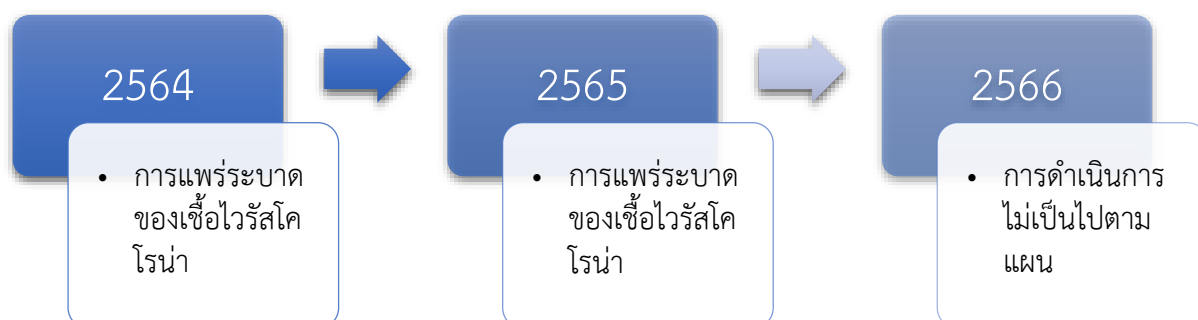 2564
• การแพร่ระบาด
ของเชื้อไวรัสโค
โรน่า
2565
• การแพร่ระบาด
ของเชื้อไวรัสโค
โรน่า
2566
• การดำเนินการ
ไม่เป็นไปตาม
แผน